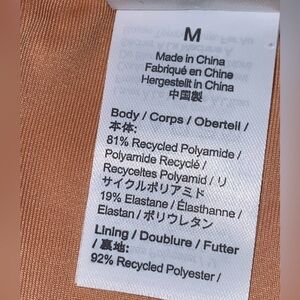 M
Made in China
Fabriqué en Chine
Hergestellt in China
中国製
Body / Corps / Oberteil /
本体:
81% Recycled Polyamide /
Polyamide Recyclé /
Recyceltes Polyamid / リ
サイクルポリアミド
19% Elastane / Élasthanne /
Elastan / ポリウレタン
Lining / Doublure / Futter
/ 裏地:
92% Recycled Polyester /